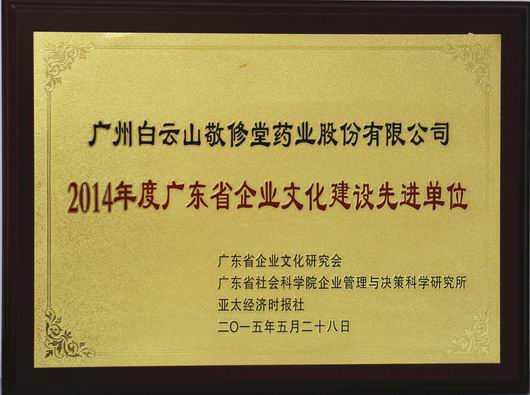 广州白云山敬修堂药业股份有限公司
2014年度广东省企业文化建设先进单位
广东省企业文化研究会
广东省社会科学院企业管理与决策科学研究所
亚太经济时报社
二〇一五年五月二十八日